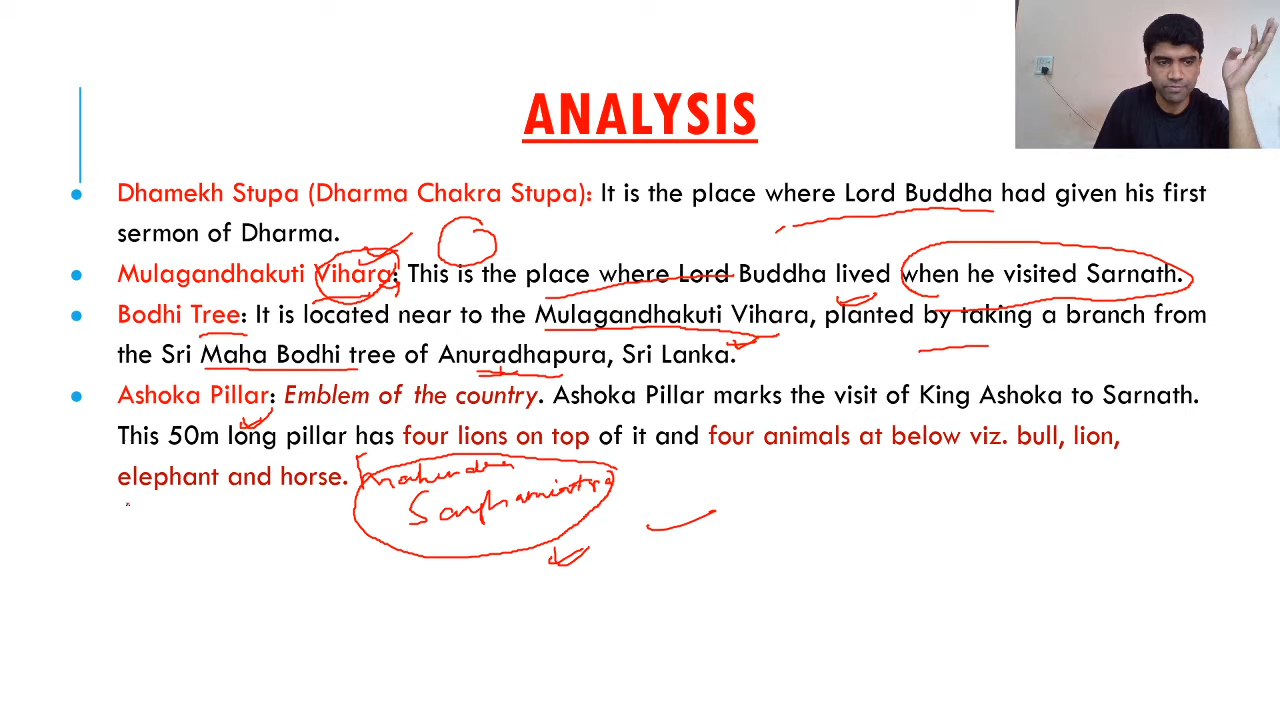 ANALYSIS
• Dhamekh Stupa (Dharma Chakra Stupa): It is the place where Lord Buddha had given his first
sermon of Dharma.
• Mulagandhakuti Vihara: This is the place where Lord Buddha lived when he visited Sarnath.
• Bodhi Tree: It is located near to the Mulagandhakuti Vihara, planted by taking a branch from
the Sri Maha Bodhi tree of Anuradhapura, Sri Lanka.
• Ashoka Pillar: Emblem of the country. Ashoka Pillar marks the visit of King Ashoka to Sarnath.
This 50m long pillar has four lions on top of it and four animals at below viz. bull, lion,
elephant and horse.